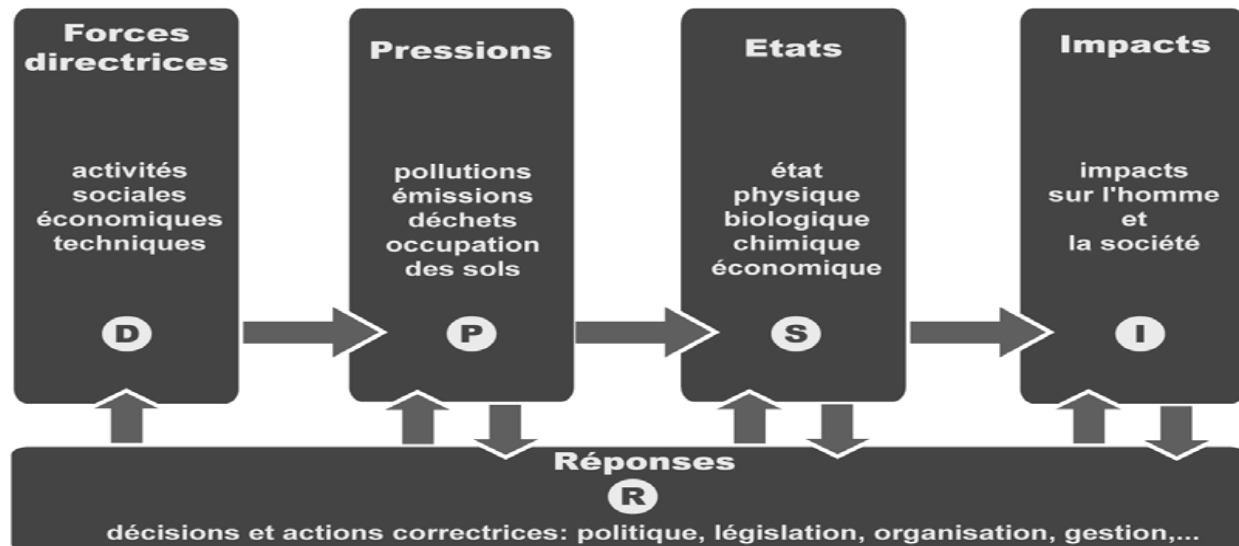 Forces
directrices
activités
sociales
économiques
techniques
D
Pressions
pollutions
émissions
déchets
occupation
des sols
P
Etats
état
physique
biologique
chimique
économique
S
Impacts
impacts
sur l'homme
et
la société
I
Réponses
R
décisions et actions correctrices: politique, législation, organisation, gestion,...